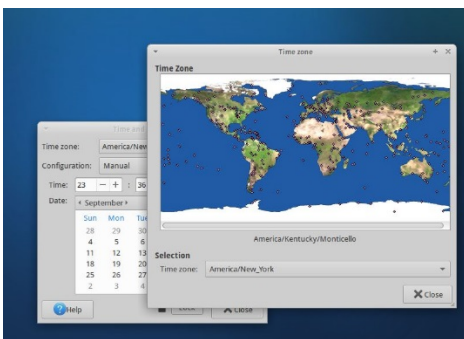 Time zone
Time Zone
America/Kentucky/Monticello
Selection
Time zone: America/New_York
Close
Time zone: America/New
Configuration: Manual
Time: 23 : 36
Date: September
Sun Mon Tue
28 29 30
4 5 6
11 12 13
18 19 20
25 26 27
2 3 4
Help
Close